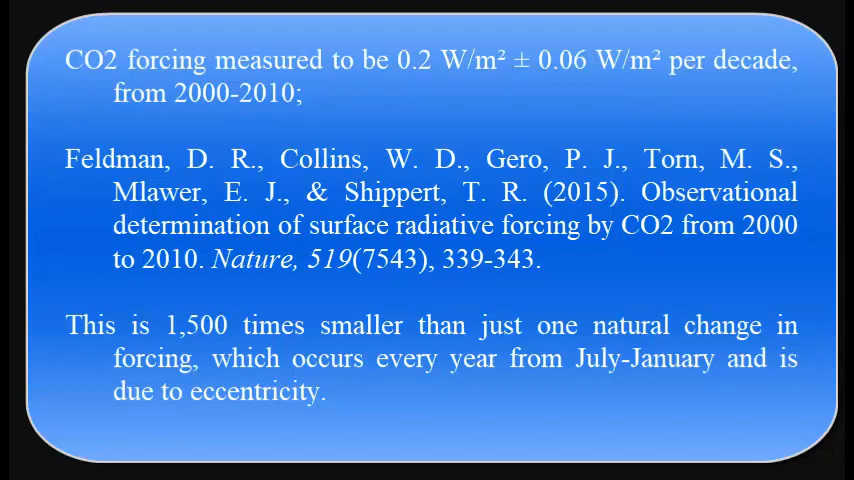 CO2 forcing measured to be 0.2 W/m² ± 0.06 W/m² per decade,
from 2000-2010;
Feldman, D. R., Collins, W. D., Gero, P. J., Torn, M. S.,
Mlawer, E. J., & Shippert, T. R. (2015). Observational
determination of surface radiative forcing by CO2 from 2000
to 2010. Nature, 519(7543), 339-343.
This is 1,500 times smaller than just one natural change in
forcing, which occurs every year from July-January and is
due to eccentricity.